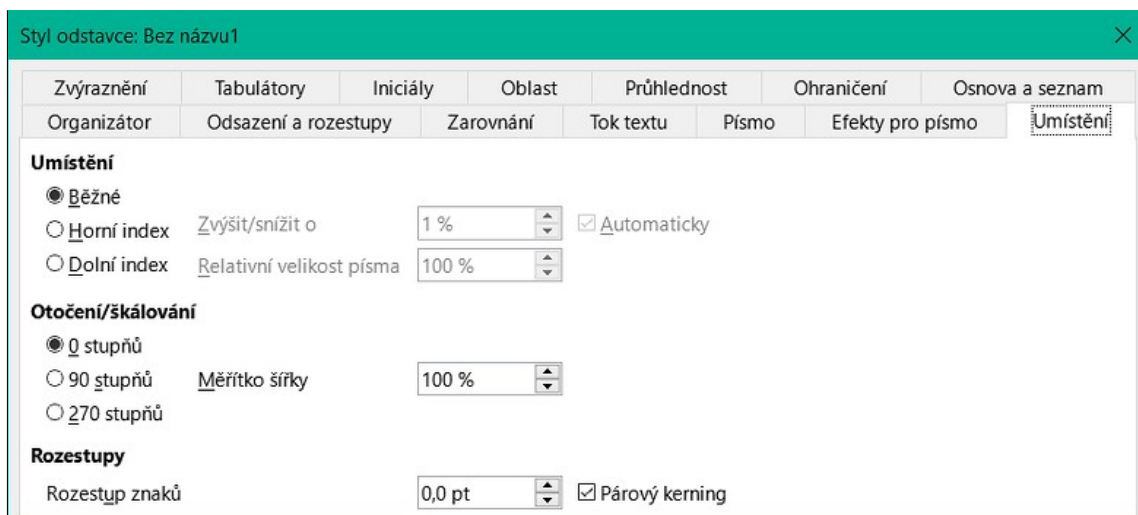 Styl odstavce: Bez názvu1
Zvýraznění Tabulátory Iniciály Oblast Průhlednost Ohraničení Osnova a seznam
Organizátor Odsazení a rozestupy Zarovnání Tok textu Písmo Efekty pro písmo Umístění
Umístění
Běžné
Horní index Zvýšit/snížit o 1 % Automaticky
Dolní index Relativní velikost písma 100 %
Otočení/škálování
0 stupňů
90 stupňů Měřítko šířky 100 %
270 stupňů
Rozestupy
Rozestup znaků 0,0 pt Párový kerning